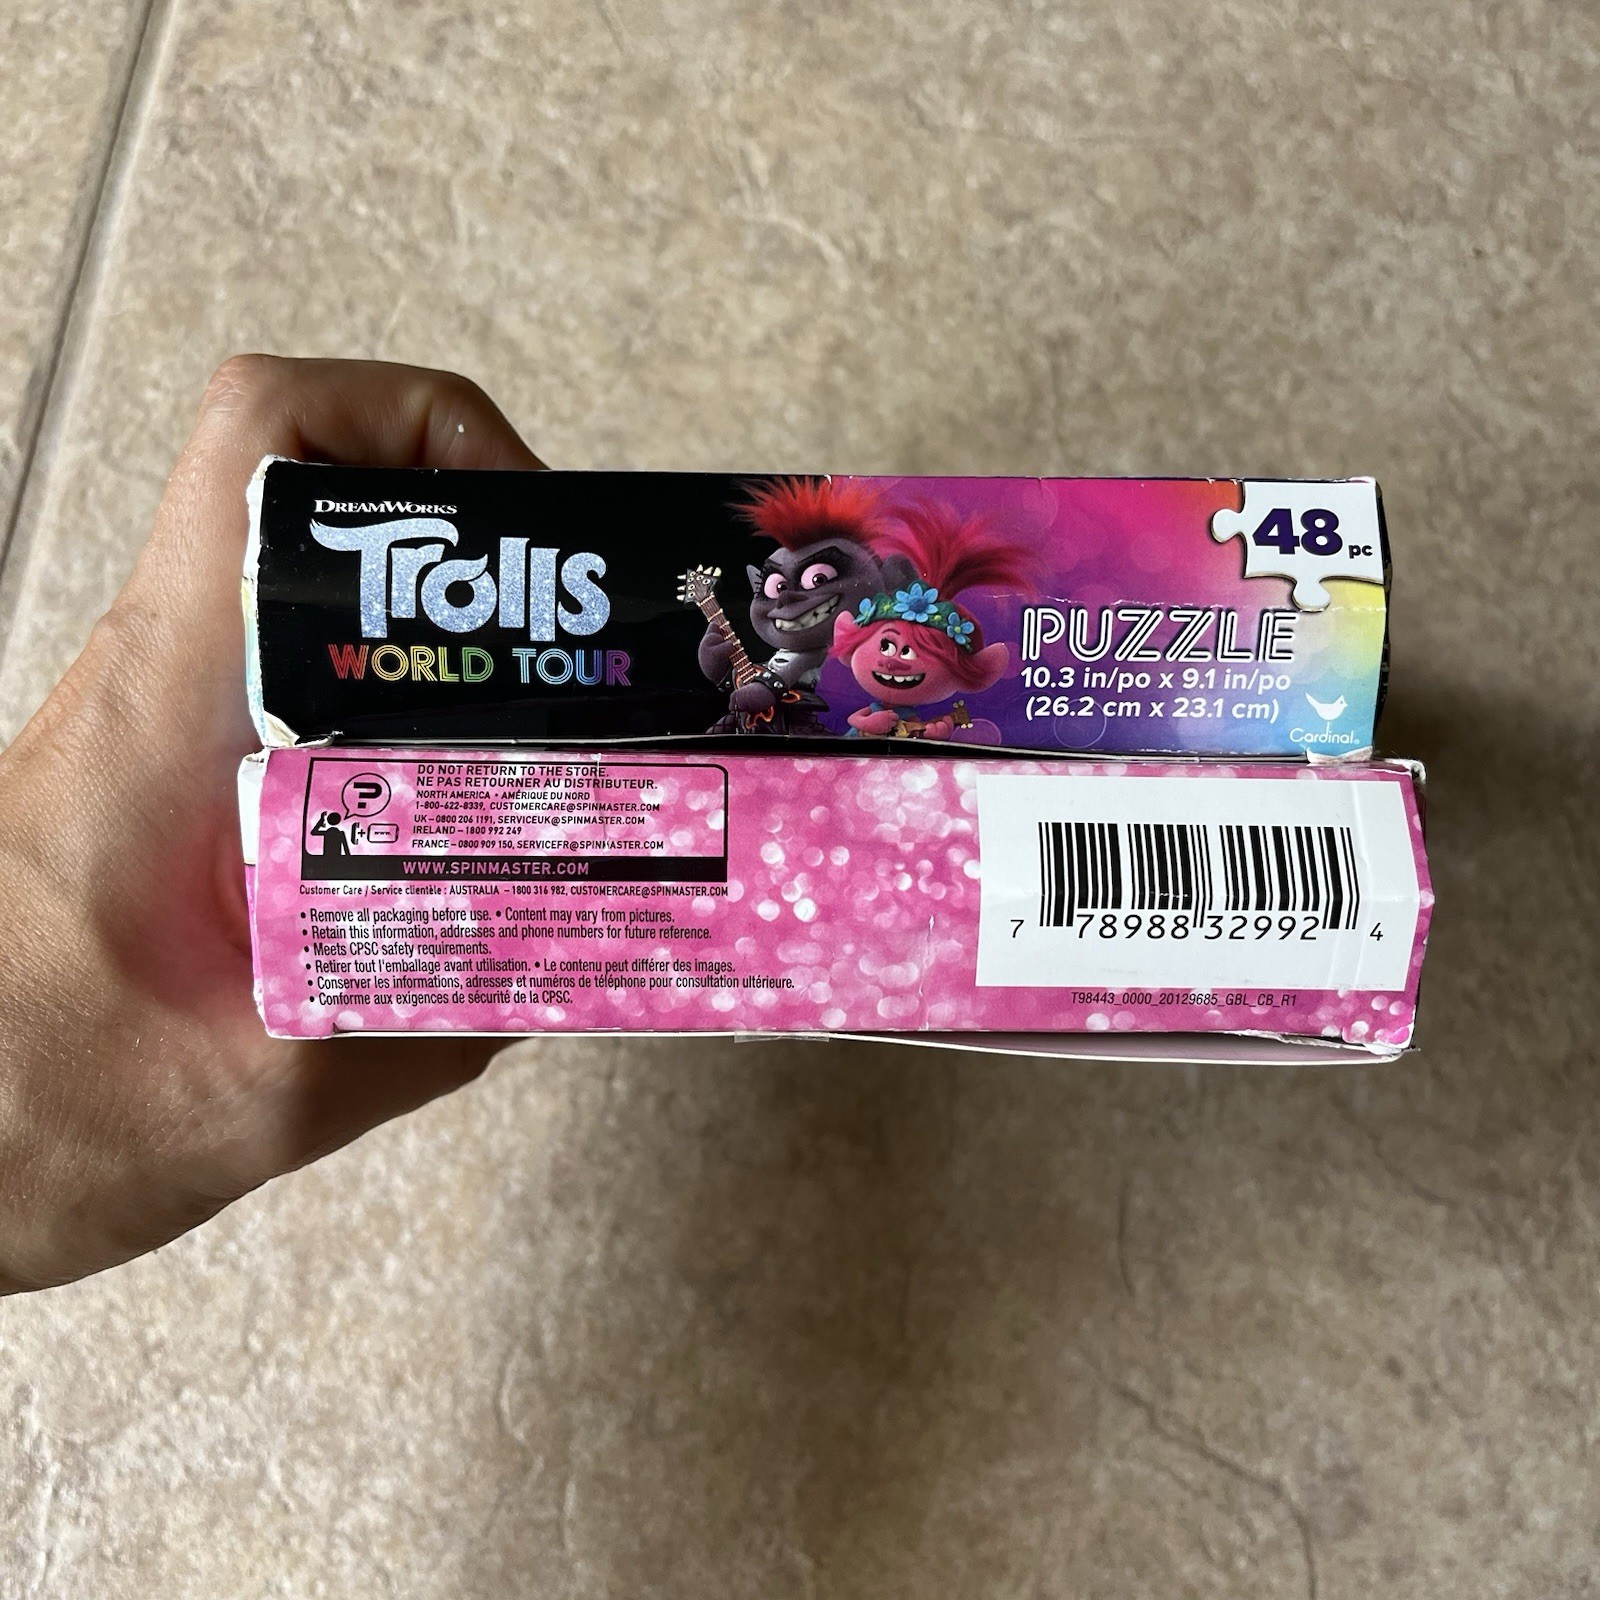 DREAMWORKS
Trolls
WORLD TOUR
48 pc
PUZZLE
10.3 in/po x 9.1 in/po
(26.2 cm x 23.1 cm)
Cardinal®
DO NOT RETURN TO THE STORE.
NE PAS RETOURNER AU DISTRIBUTEUR.
NORTH AMERICA • AMÉRIQUE DU NORD
1-800-622-8339, CUSTOMERCARE@SPINMASTER.COM
UK – 0800 206 1191, SERVICEUK@SPINMASTER.COM
IRELAND – 1800 992 249
FRANCE – 0800 909 150, SERVICEFR@SPINMASTER.COM
?
+ www.
WWW.SPINMASTER.COM
Customer Care / Service clientèle : AUSTRALIA – 1800 316 982, CUSTOMERCARE@SPINMASTER.COM
• Remove all packaging before use. • Content may vary from pictures.
• Retain this information, addresses and phone numbers for future reference.
• Meets CPSC safety requirements.
• Retirer tout l'emballage avant utilisation. • Le contenu peut différer des images.
• Conserver les informations, adresses et numéros de téléphone pour consultation ultérieure.
• Conforme aux exigences de sécurité de la CPSC.
7 78988 32992 4
T98443_0000_20129685_GBL_CB_R1